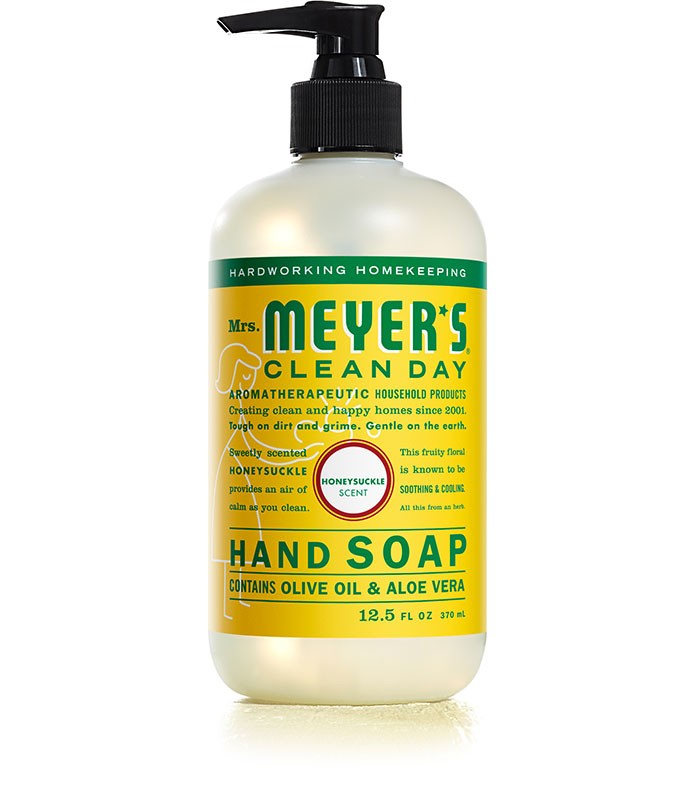 HARDWORKING HOMEKEEPING
Mrs. MEYER'S®
CLEAN DAY
AROMATHERAPEUTIC HOUSEHOLD PRODUCTS
Creating clean and happy homes since 2001.
Tough on dirt and grime. Gentle on the earth.
Sweetly scented
HONEYSUCKLE
provides an air of
calm as you clean.
HONEYSUCKLE
SCENT
This fruity floral
is known to be
SOOTHING & COOLING.
All this from an herb.
HAND SOAP
CONTAINS OLIVE OIL & ALOE VERA
12.5 FL OZ 370 mL